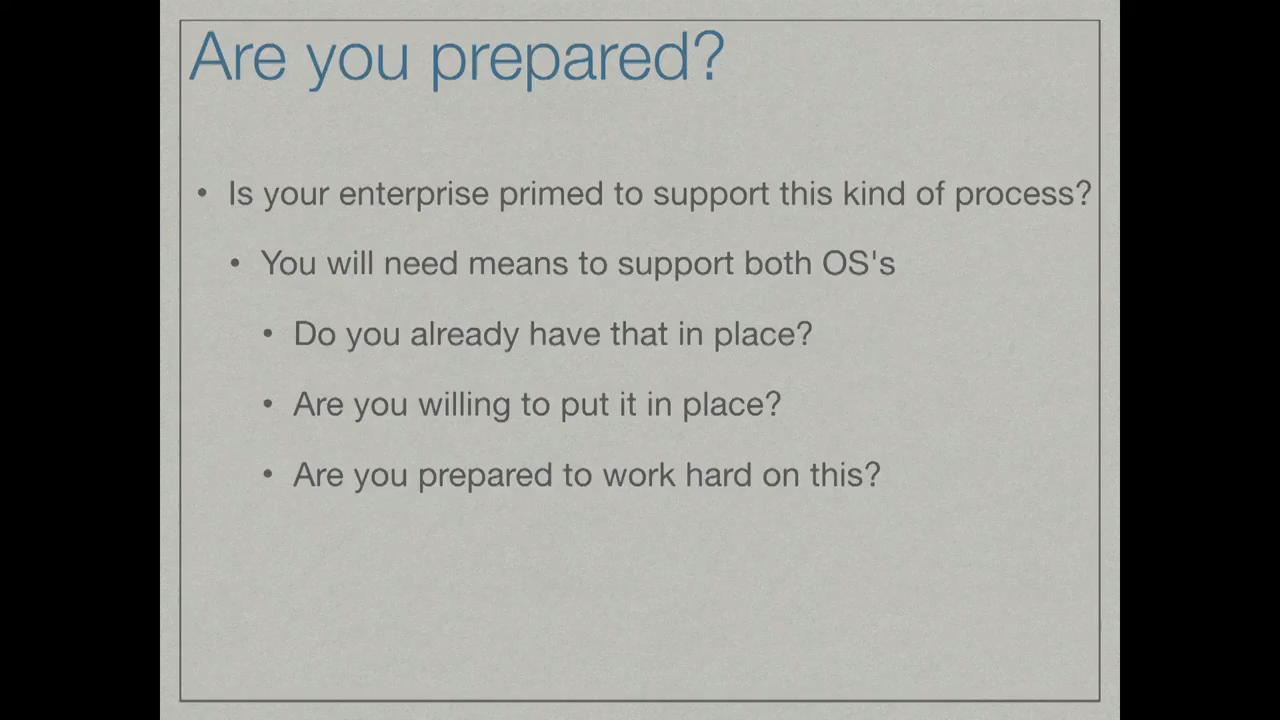 Are you prepared?
• Is your enterprise primed to support this kind of process?
• You will need means to support both OS's
• Do you already have that in place?
• Are you willing to put it in place?
• Are you prepared to work hard on this?